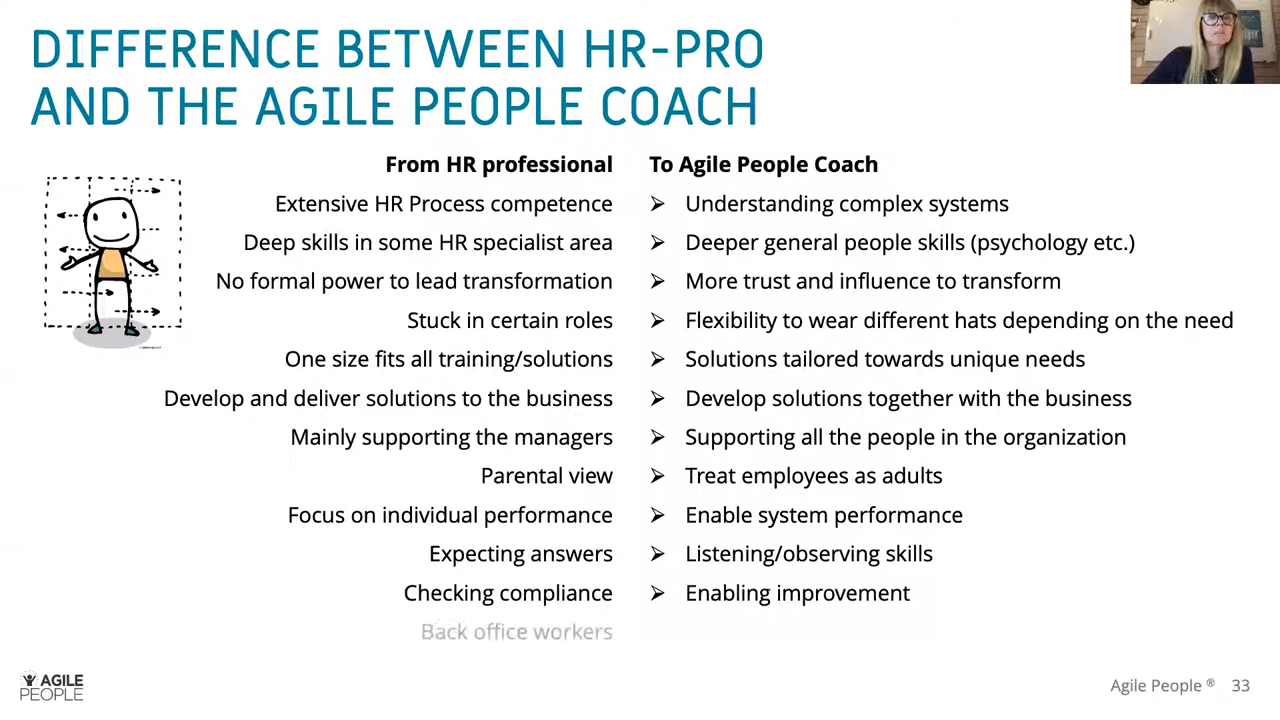 DIFFERENCE BETWEEN HR-PRO
AND THE AGILE PEOPLE COACH
From HR professional To Agile People Coach
Extensive HR Process competence ➢ Understanding complex systems
Deep skills in some HR specialist area ➢ Deeper general people skills (psychology etc.)
No formal power to lead transformation ➢ More trust and influence to transform
Stuck in certain roles ➢ Flexibility to wear different hats depending on the need
One size fits all training/solutions ➢ Solutions tailored towards unique needs
Develop and deliver solutions to the business ➢ Develop solutions together with the business
Mainly supporting the managers ➢ Supporting all the people in the organization
Parental view ➢ Treat employees as adults
Focus on individual performance ➢ Enable system performance
Expecting answers ➢ Listening/observing skills
Checking compliance ➢ Enabling improvement
Back office workers
AGILE
PEOPLE
Agile People ® 33